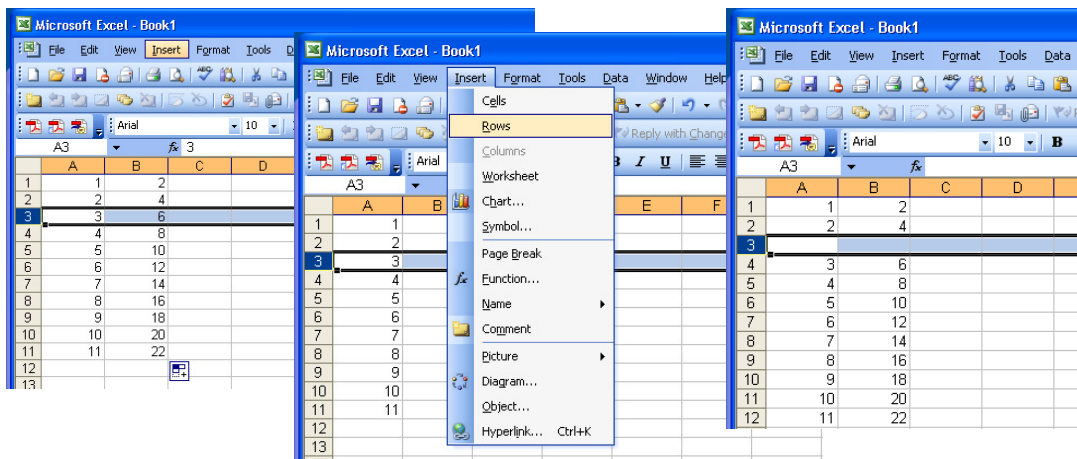 Microsoft Excel - Book1
File Edit View Insert Format Tools D
Arial 10
A3 fx 3
A B C D
1 1 2
2 2 4
3 3 6
4 4 8
5 5 10
6 6 12
7 7 14
8 8 16
9 9 18
10 10 20
11 11 22
12
13
Microsoft Excel - Book1
File Edit View Insert Format Tools Data Window Help
Reply with Change
Arial B I U
A3
A B E F
1 1
2 2
3 3
4 4
5 5
6 6
7 7
8 8
9 9
10 10
11 11
12
13
Cells
Rows
Columns
Worksheet
Chart...
Symbol...
Page Break
fx Function...
Name
Comment
Picture
Diagram...
Object...
Hyperlink... Ctrl+K
Microsoft Excel - Book1
File Edit View Insert Format Tools Data
Arial 10 B
A3 fx
A B C D
1 1 2
2 2 4
3
4 3 6
5 4 8
6 5 10
7 6 12
8 7 14
9 8 16
10 9 18
11 10 20
12 11 22